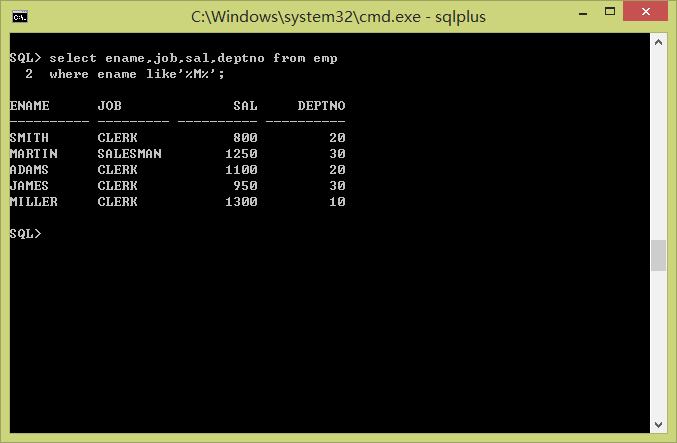 C:\Windows\system32\cmd.exe - sqlplus
SQL> select ename,job,sal,deptno from emp
  2  where ename like'%M%';
ENAME      JOB              SAL     DEPTNO
---------- --------- ---------- ----------
SMITH      CLERK            800         20
MARTIN     SALESMAN        1250         30
ADAMS      CLERK           1100         20
JAMES      CLERK            950         30
MILLER     CLERK           1300         10
SQL>